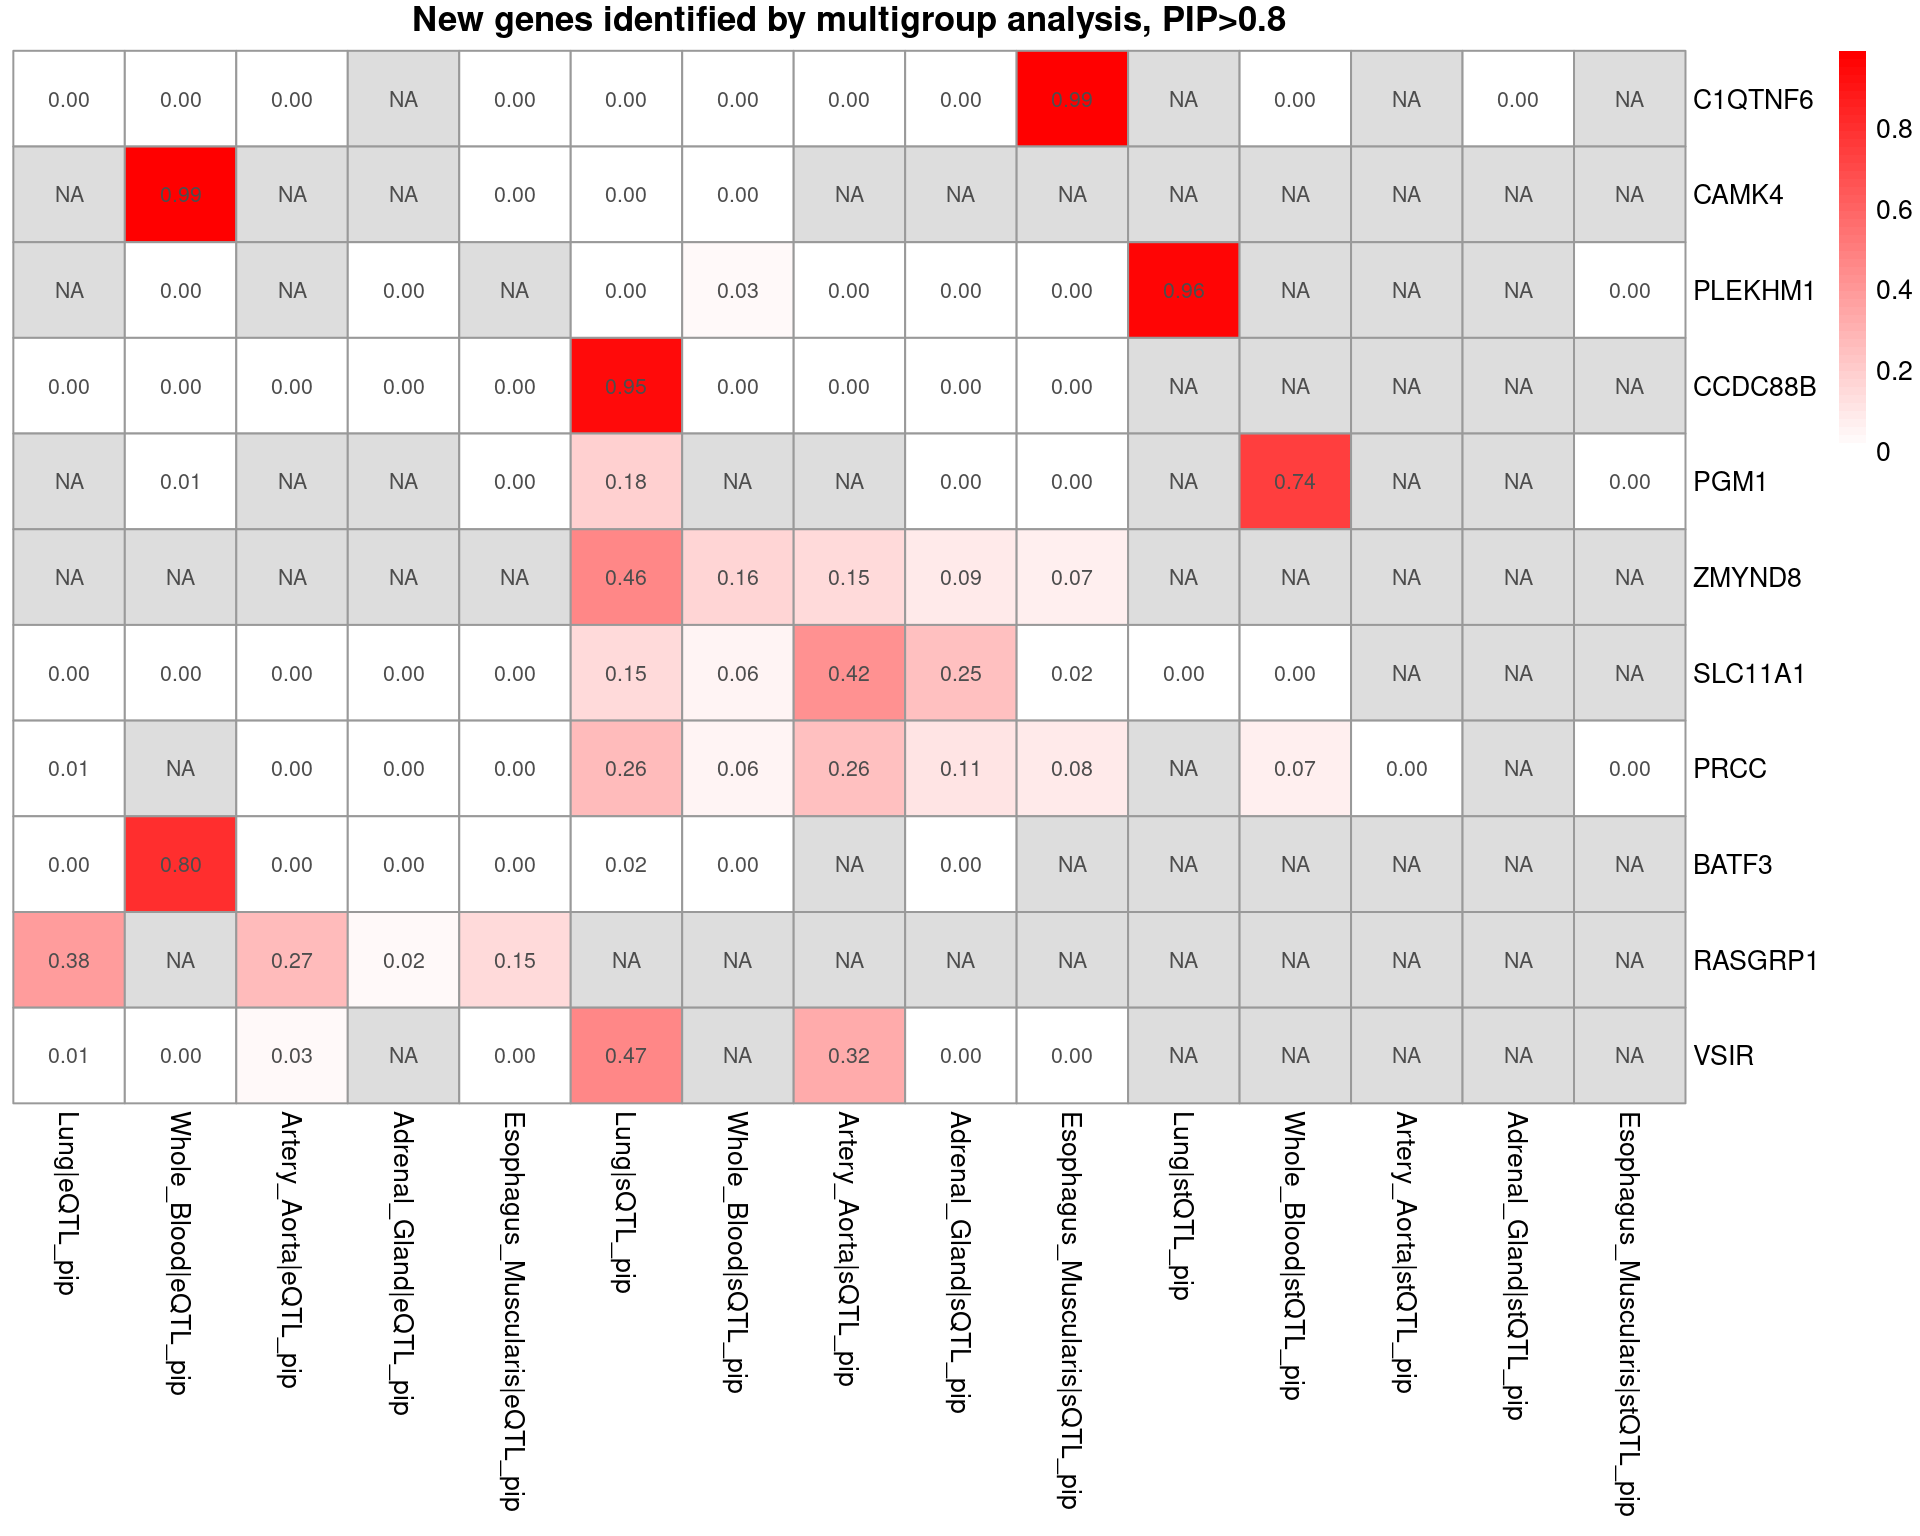 New genes identified by multigroup analysis, PIP>0.8
0.00 0.00 0.00 NA 0.00 0.00 0.00 0.00 0.00 0.99 NA 0.00 NA 0.00 NA C1QTNF6
NA 0.99 NA NA 0.00 0.00 0.00 NA NA NA NA NA NA NA NA CAMK4
NA 0.00 NA 0.00 NA 0.00 0.03 0.00 0.00 0.00 0.96 NA NA NA 0.00 PLEKHM1
0.00 0.00 0.00 0.00 0.00 0.95 0.00 0.00 0.00 0.00 NA NA NA NA NA CCDC88B
NA 0.01 NA NA 0.00 0.18 NA NA 0.00 0.00 NA 0.74 NA NA 0.00 PGM1
NA NA NA NA NA 0.46 0.16 0.15 0.09 0.07 NA NA NA NA NA ZMYND8
0.00 0.00 0.00 0.00 0.00 0.15 0.06 0.42 0.25 0.02 0.00 0.00 NA NA NA SLC11A1
0.01 NA 0.00 0.00 0.00 0.26 0.06 0.26 0.11 0.08 NA 0.07 0.00 NA 0.00 PRCC
0.00 0.80 0.00 0.00 0.00 0.02 0.00 NA 0.00 NA NA NA NA NA NA BATF3
0.38 NA 0.27 0.02 0.15 NA NA NA NA NA NA NA NA NA NA RASGRP1
0.01 0.00 0.03 NA 0.00 0.47 NA 0.32 0.00 0.00 NA NA NA NA NA VSIR
Lung|eQTL_pip
Whole_Blood|eQTL_pip
Artery_Aorta|eQTL_pip
Adrenal_Gland|eQTL_pip
Esophagus_Muscularis|eQTL_pip
Lung|sQTL_pip
Whole_Blood|sQTL_pip
Artery_Aorta|sQTL_pip
Adrenal_Gland|sQTL_pip
Esophagus_Muscularis|sQTL_pip
Lung|stQTL_pip
Whole_Blood|stQTL_pip
Artery_Aorta|stQTL_pip
Adrenal_Gland|stQTL_pip
Esophagus_Muscularis|stQTL_pip
0.8
0.6
0.4
0.2
0